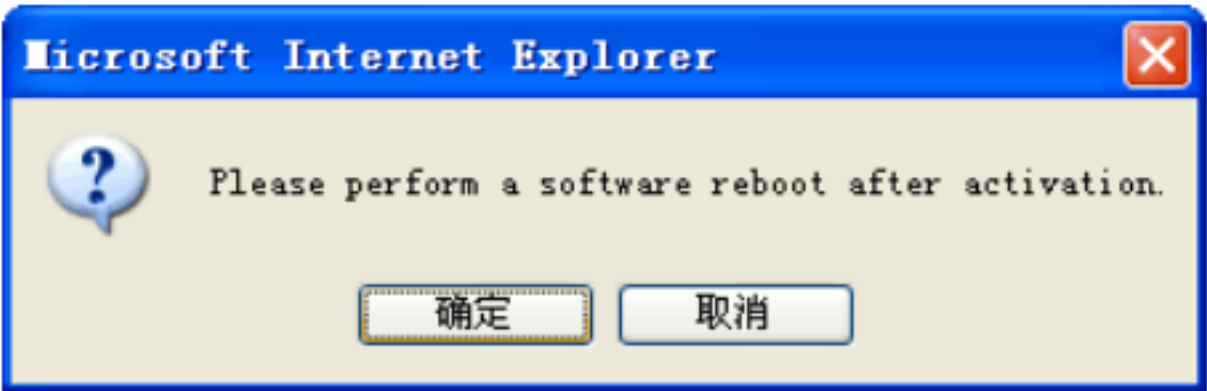 Microsoft Internet Explorer
Please perform a software reboot after activation.
确定 取消